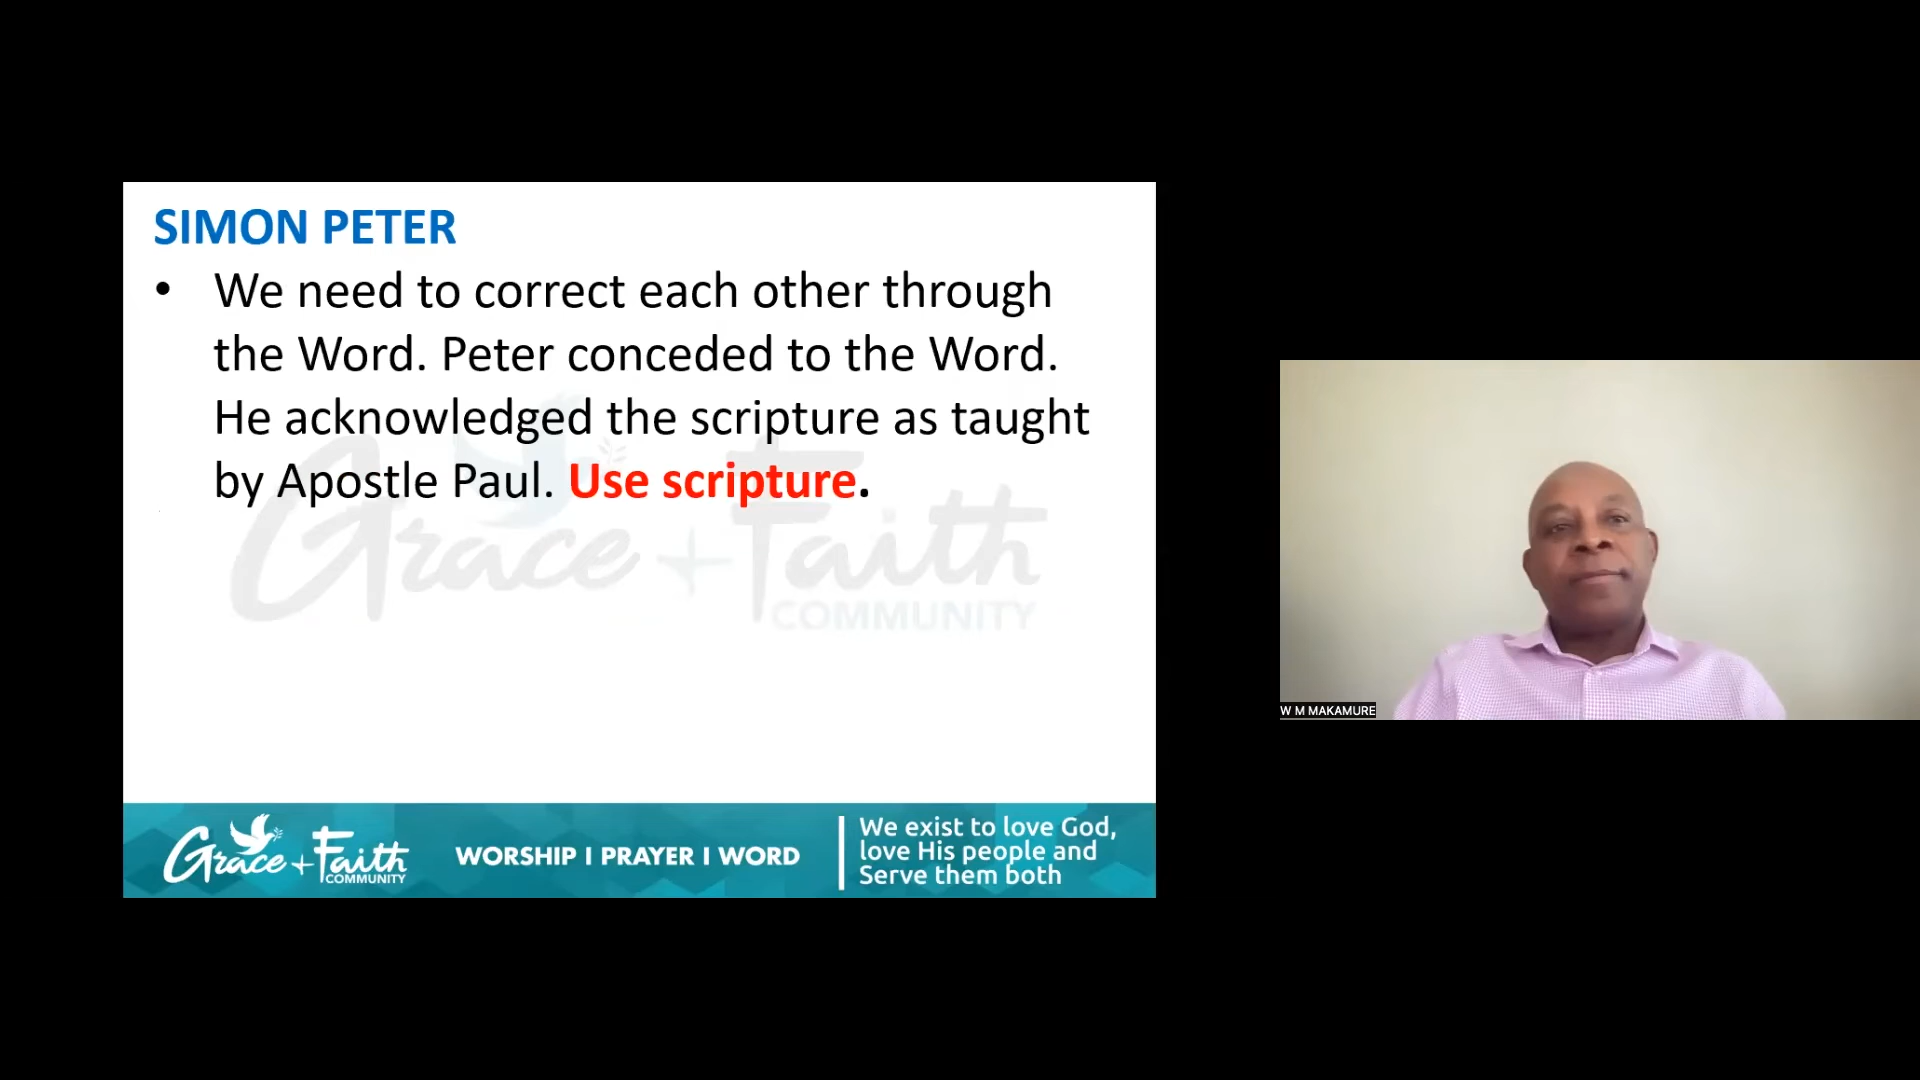 SIMON PETER
• We need to correct each other through
the Word. Peter conceded to the Word.
He acknowledged the scripture as taught
by Apostle Paul. Use scripture.
Grace + Faith
COMMUNITY
Grace + Faith
COMMUNITY
WORSHIP | PRAYER | WORD
We exist to love God,
love His people and
Serve them both
W M MAKAMURE